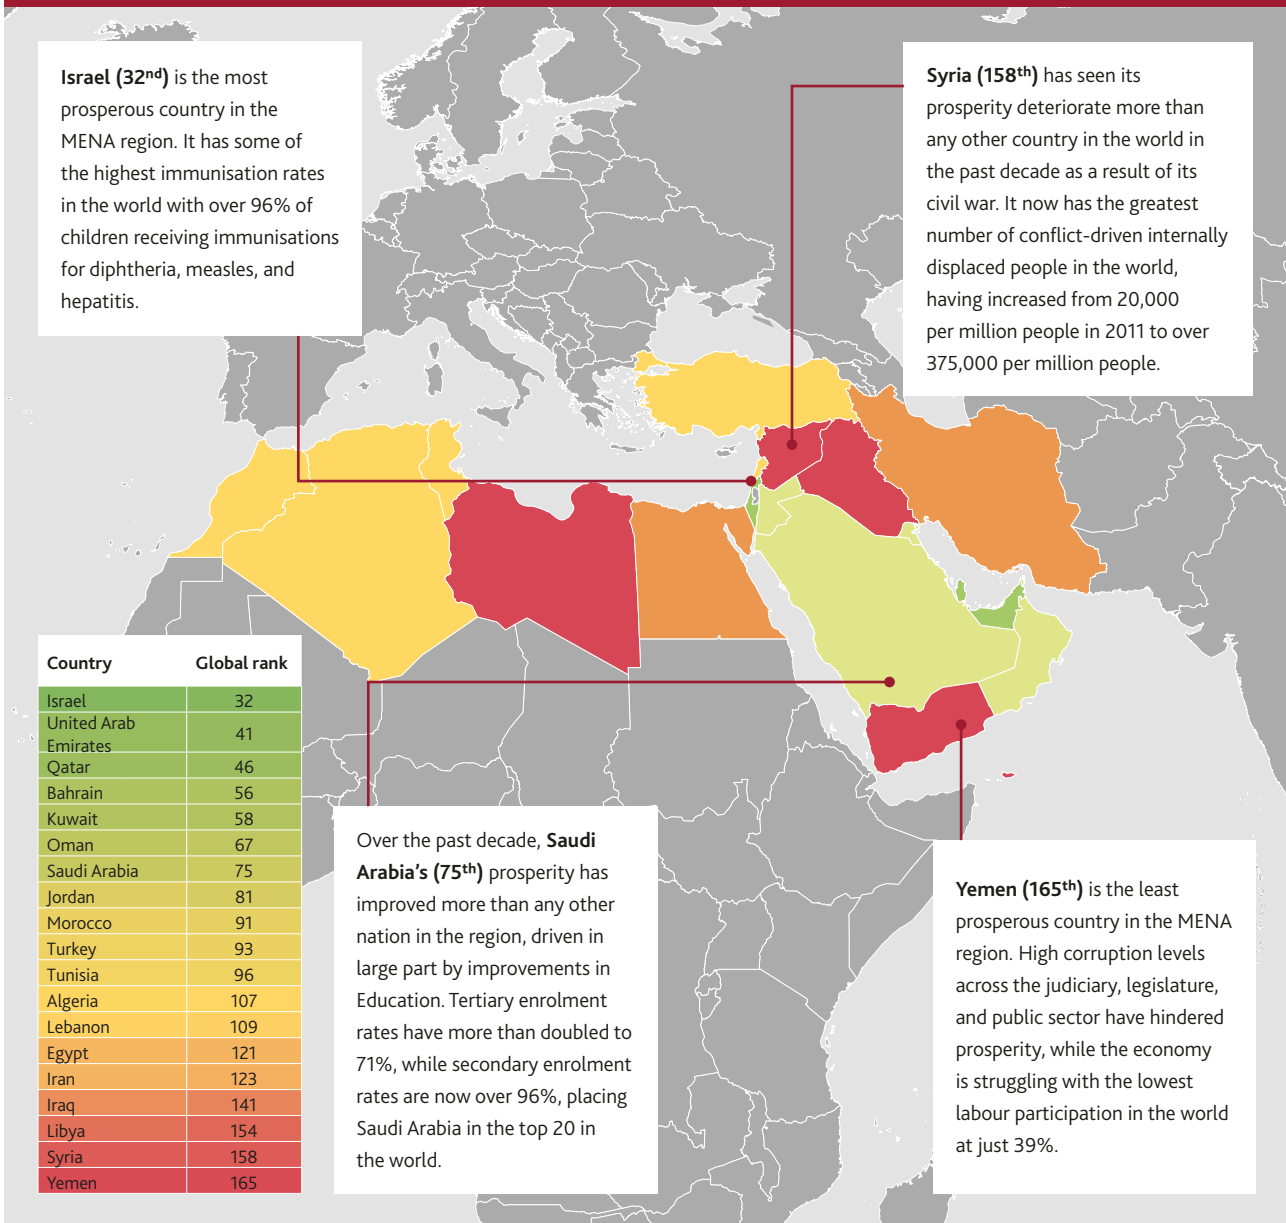 Israel (32nd) is the most
prosperous country in the
MENA region. It has some of
the highest immunisation rates
in the world with over 96% of
children receiving immunisations
for diphtheria, measles, and
hepatitis.
Syria (158th) has seen its
prosperity deteriorate more than
any other country in the world in
the past decade as a result of its
civil war. It now has the greatest
number of conflict-driven internally
displaced people in the world,
having increased from 20,000
per million people in 2011 to over
375,000 per million people.
Country Global rank
Israel 32
United Arab
Emirates 41
Qatar 46
Bahrain 56
Kuwait 58
Oman 67
Saudi Arabia 75
Jordan 81
Morocco 91
Turkey 93
Tunisia 96
Algeria 107
Lebanon 109
Egypt 121
Iran 123
Iraq 141
Libya 154
Syria 158
Yemen 165
Over the past decade, Saudi
Arabia's (75th) prosperity has
improved more than any other
nation in the region, driven in
large part by improvements in
Education. Tertiary enrolment
rates have more than doubled to
71%, while secondary enrolment
rates are now over 96%, placing
Saudi Arabia in the top 20 in
the world.
Yemen (165th) is the least
prosperous country in the MENA
region. High corruption levels
across the judiciary, legislature,
and public sector have hindered
prosperity, while the economy
is struggling with the lowest
labour participation in the world
at just 39%.